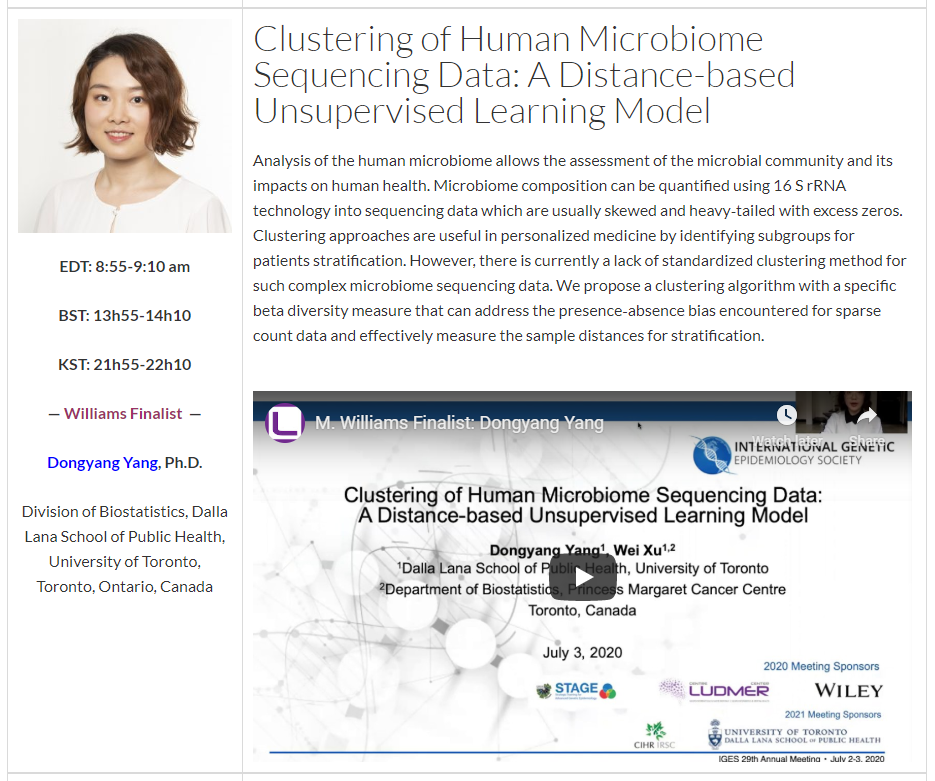 Clustering of Human Microbiome
Sequencing Data: A Distance-based
Unsupervised Learning Model
Analysis of the human microbiome allows the assessment of the microbial community and its
impacts on human health. Microbiome composition can be quantified using 16 S rRNA
technology into sequencing data which are usually skewed and heavy-tailed with excess zeros.
Clustering approaches are useful in personalized medicine by identifying subgroups for
patients stratification. However, there is currently a lack of standardized clustering method for
such complex microbiome sequencing data. We propose a clustering algorithm with a specific
beta diversity measure that can address the presence-absence bias encountered for sparse
count data and effectively measure the sample distances for stratification.
EDT: 8:55-9:10 am
BST: 13h55-14h10
KST: 21h55-22h10
— Williams Finalist —
Dongyang Yang, Ph.D.
Division of Biostatistics, Dalla
Lana School of Public Health,
University of Toronto,
Toronto, Ontario, Canada
M. Williams Finalist: Dongyang Yang
Watch later
Share
INTERNATIONAL GENETIC
EPIDEMIOLOGY SOCIETY
Clustering of Human Microbiome Sequencing Data:
A Distance-based Unsupervised Learning Model
Dongyang Yang¹, Wei Xu¹,²
¹Dalla Lana School of Public Health, University of Toronto
²Department of Biostatistics, Princess Margaret Cancer Centre
Toronto, Canada
July 3, 2020
2020 Meeting Sponsors
STAGE
LUDMER
WILEY
2021 Meeting Sponsors
CIHR IRSC
UNIVERSITY OF TORONTO
DALLA LANA SCHOOL OF PUBLIC HEALTH
IGES 29th Annual Meeting • July 2-3, 2020